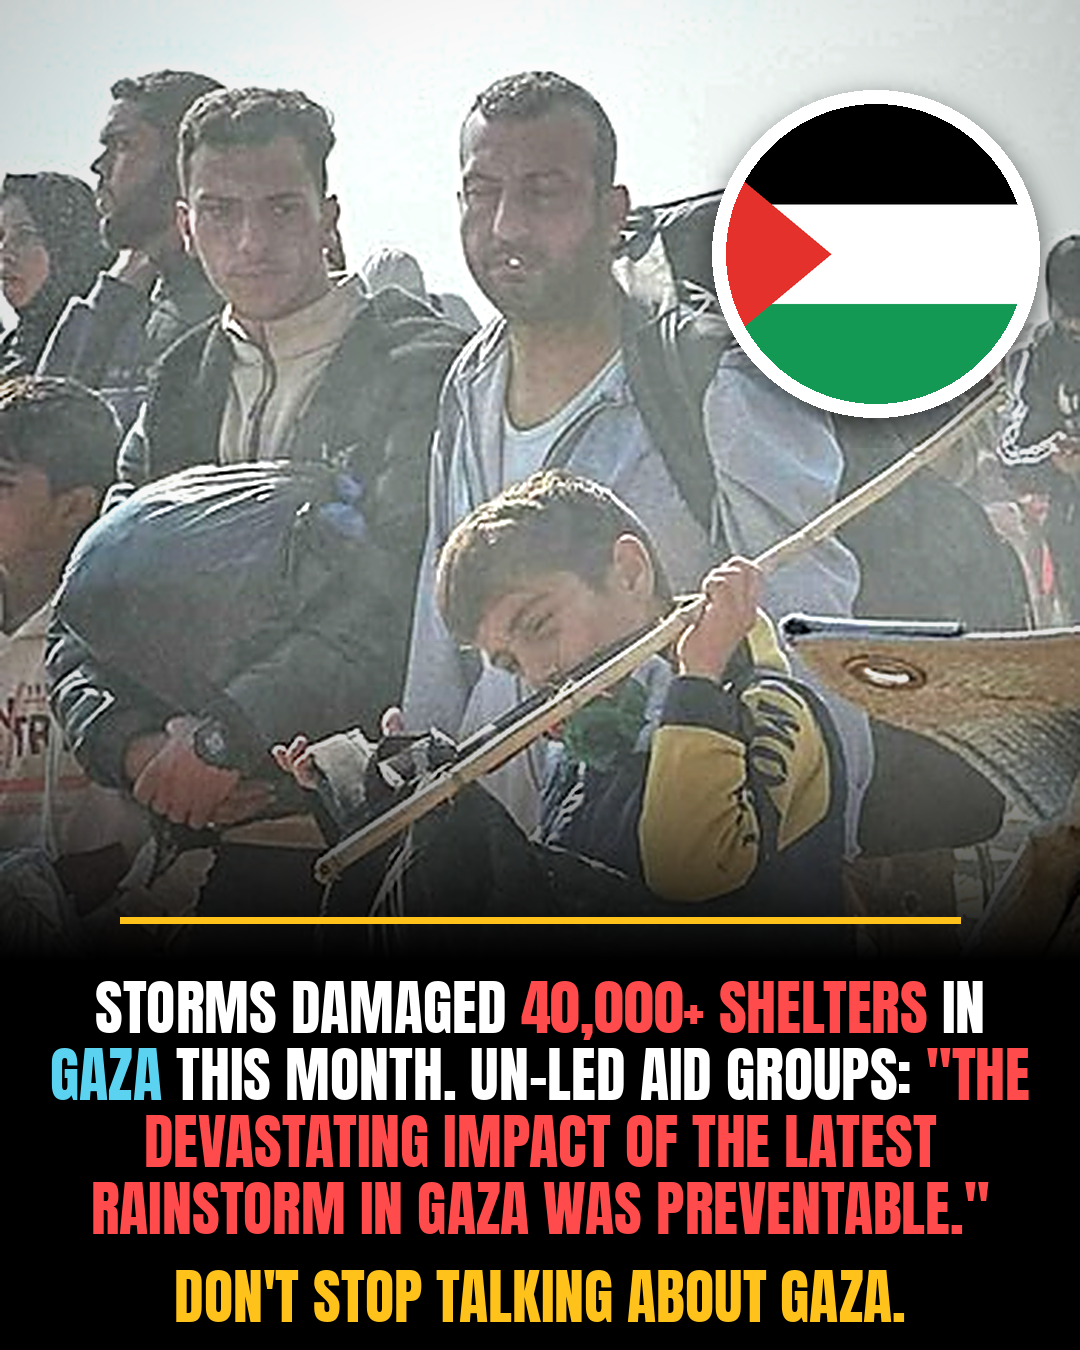 STORMS DAMAGED 40,000+ SHELTERS IN
GAZA THIS MONTH. UN-LED AID GROUPS: "THE
DEVASTATING IMPACT OF THE LATEST
RAINSTORM IN GAZA WAS PREVENTABLE."
DON'T STOP TALKING ABOUT GAZA.